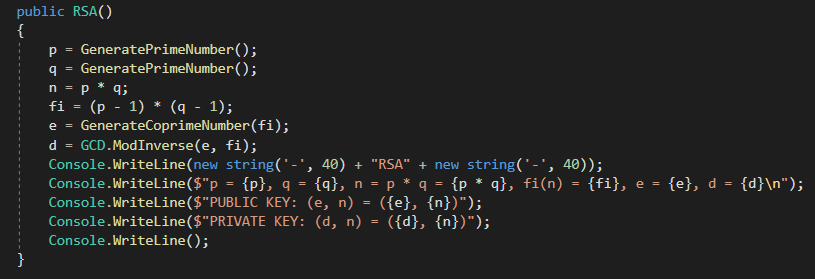 public RSA()
{
p = GeneratePrimeNumber();
q = GeneratePrimeNumber();
n = p * q;
fi = (p - 1) * (q - 1);
e = GenerateCoprimeNumber(fi);
d = GCD.ModInverse(e, fi);
Console.WriteLine(new string('-', 40) + "RSA" + new string('-', 40));
Console.WriteLine($"p = {p}, q = {q}, n = p * q = {p * q}, fi(n) = {fi}, e = {e}, d = {d}\n");
Console.WriteLine($"PUBLIC KEY: (e, n) = ({e}, {n})");
Console.WriteLine($"PRIVATE KEY: (d, n) = ({d}, {n})");
Console.WriteLine();
}